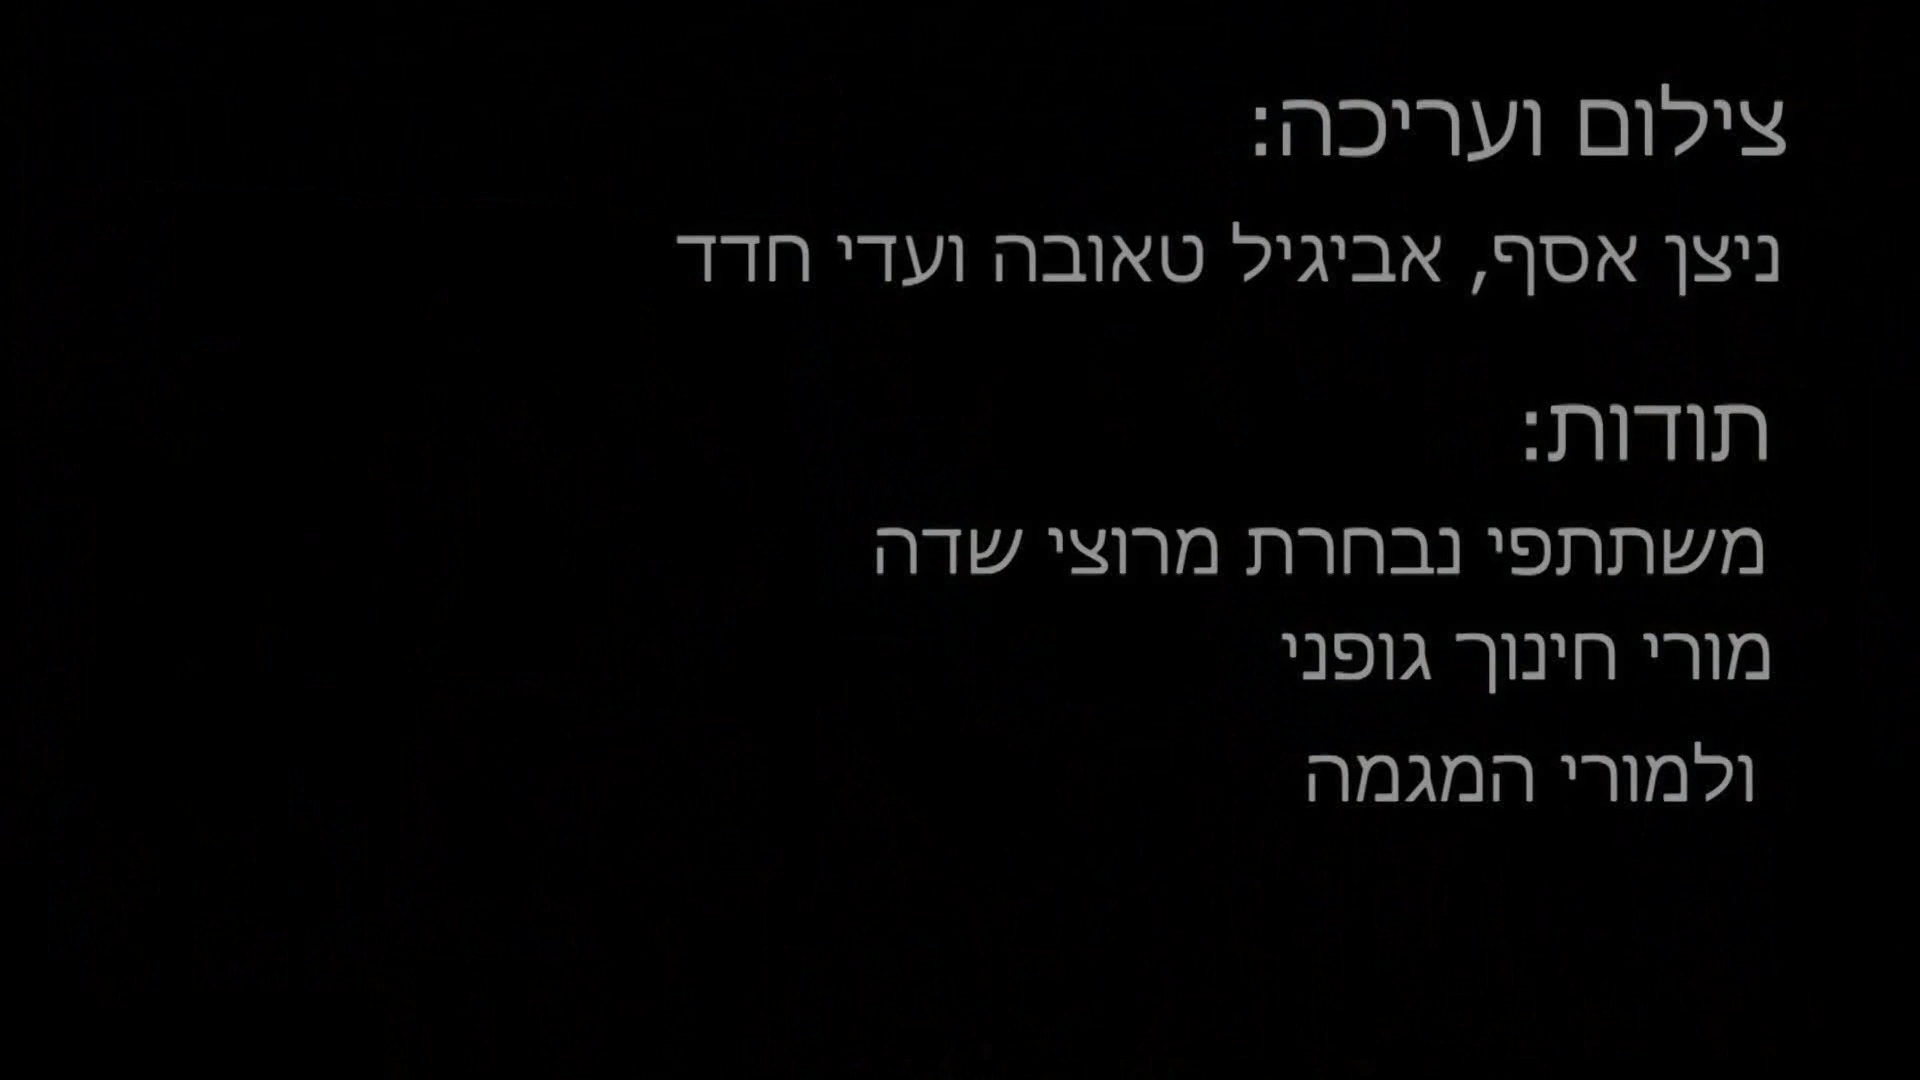 צילום ועריכה:
ניצן אסף, אביגיל טאובה ועדי חדד
תודות:
משתתפי נבחרת מרוצי שדה
מורי חינוך גופני
ולמורי המגמה